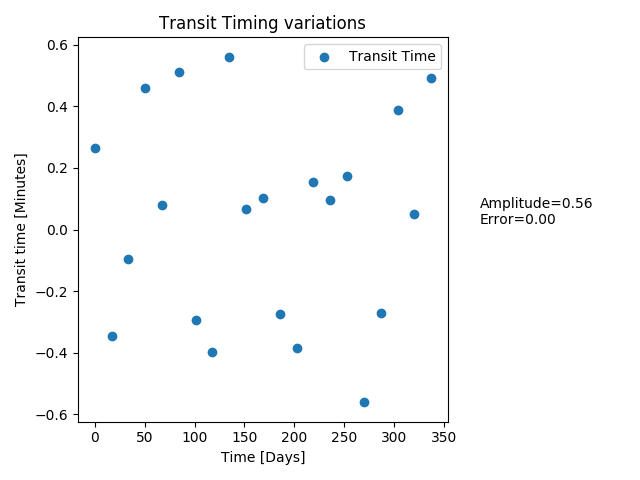 Transit Timing variations
Transit Time
0.6
0.4
0.2
0.0
−0.2
−0.4
−0.6
Transit time [Minutes]
0
50
100
150
200
250
300
350
Time [Days]
Amplitude=0.56
Error=0.00